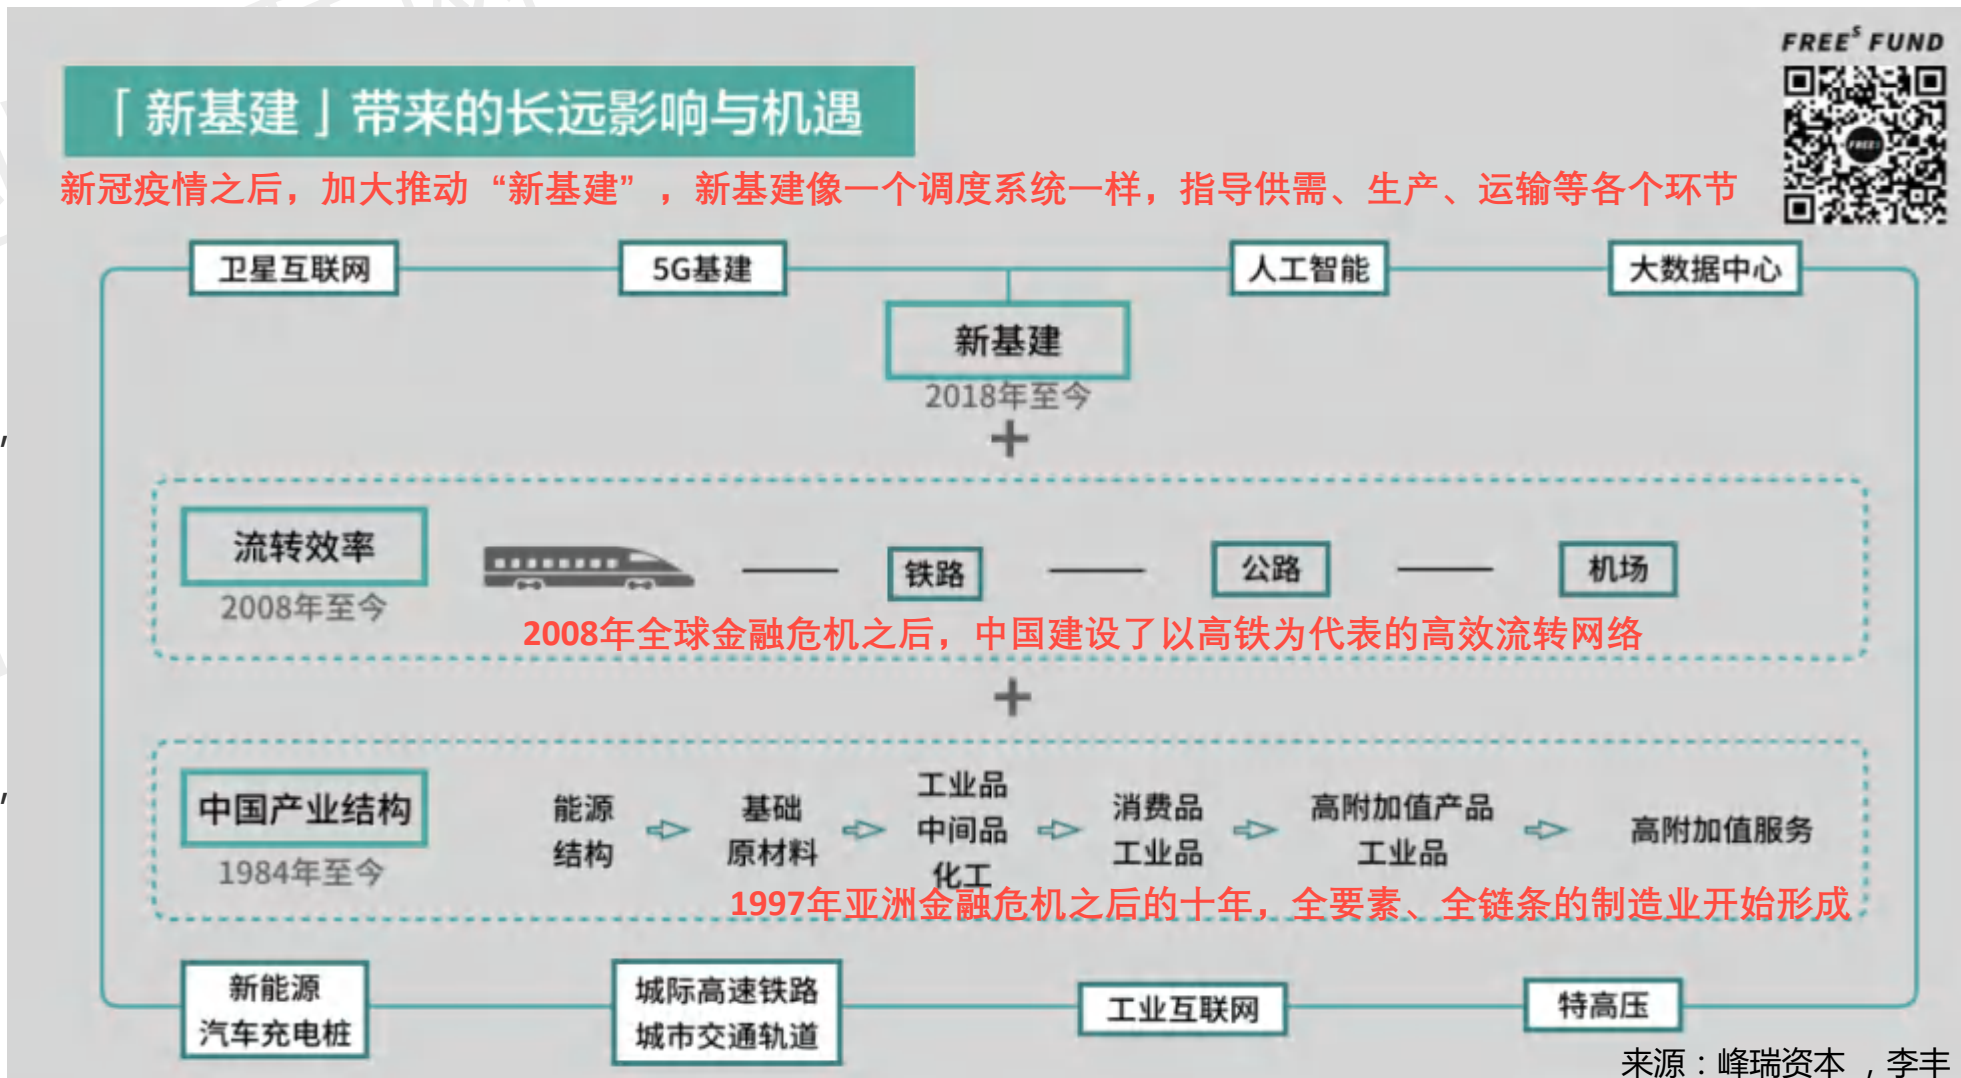 FREES FUND
「新基建」带来的长远影响与机遇
新冠疫情之后，加大推动“新基建”，新基建像一个调度系统一样，指导供需、生产、运输等各个环节
卫星互联网
5G基建
人工智能
大数据中心
新基建
2018年至今
+
流转效率
2008年至今
铁路
公路
机场
2008年全球金融危机之后，中国建设了以高铁为代表的高效流转网络
+
中国产业结构
1984年至今
能源
结构
基础
原材料
工业品
中间品
化工
消费品
工业品
高附加值产品
工业品
高附加值服务
1997年亚洲金融危机之后的十年，全要素、全链条的制造业开始形成
新能源
汽车充电桩
城际高速铁路
城市交通轨道
工业互联网
特高压
来源：峰瑞资本 ，李丰